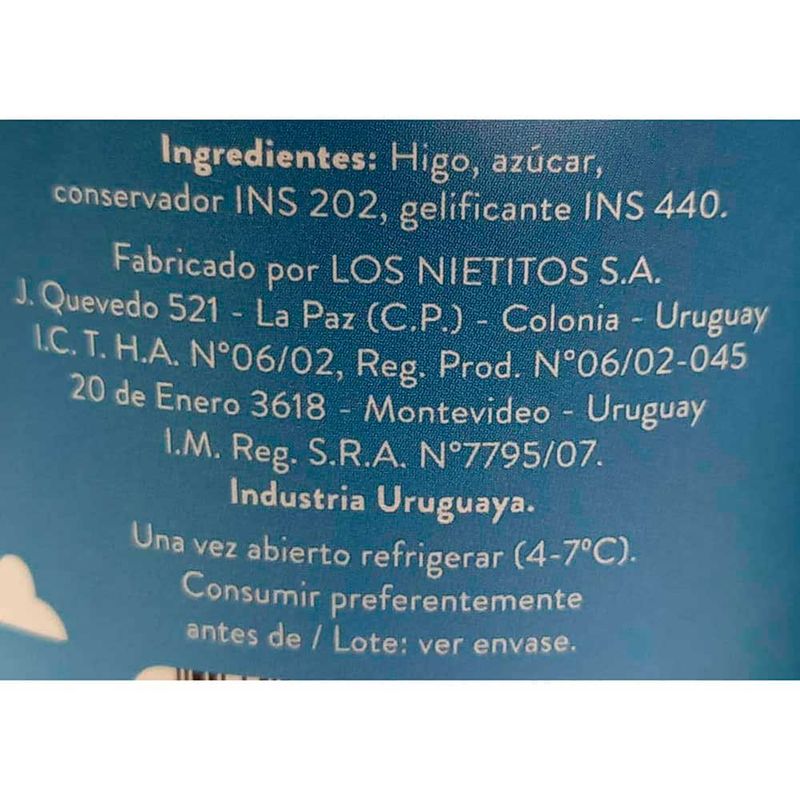 Ingredientes: Higo, azúcar,
conservador INS 202, gelificante INS 440.
Fabricado por LOS NIETITOS S.A.
J. Quevedo 521 - La Paz (C.P.) - Colonia - Uruguay
I.C.T. H.A. N°06/02, Reg. Prod. N°06/02-045
20 de Enero 3618 - Montevideo - Uruguay
I.M. Reg. S.R.A. N°7795/07.
Industria Uruguaya.
Una vez abierto refrigerar (4-7ºC).
Consumir preferentemente
antes de / Lote: ver envase.